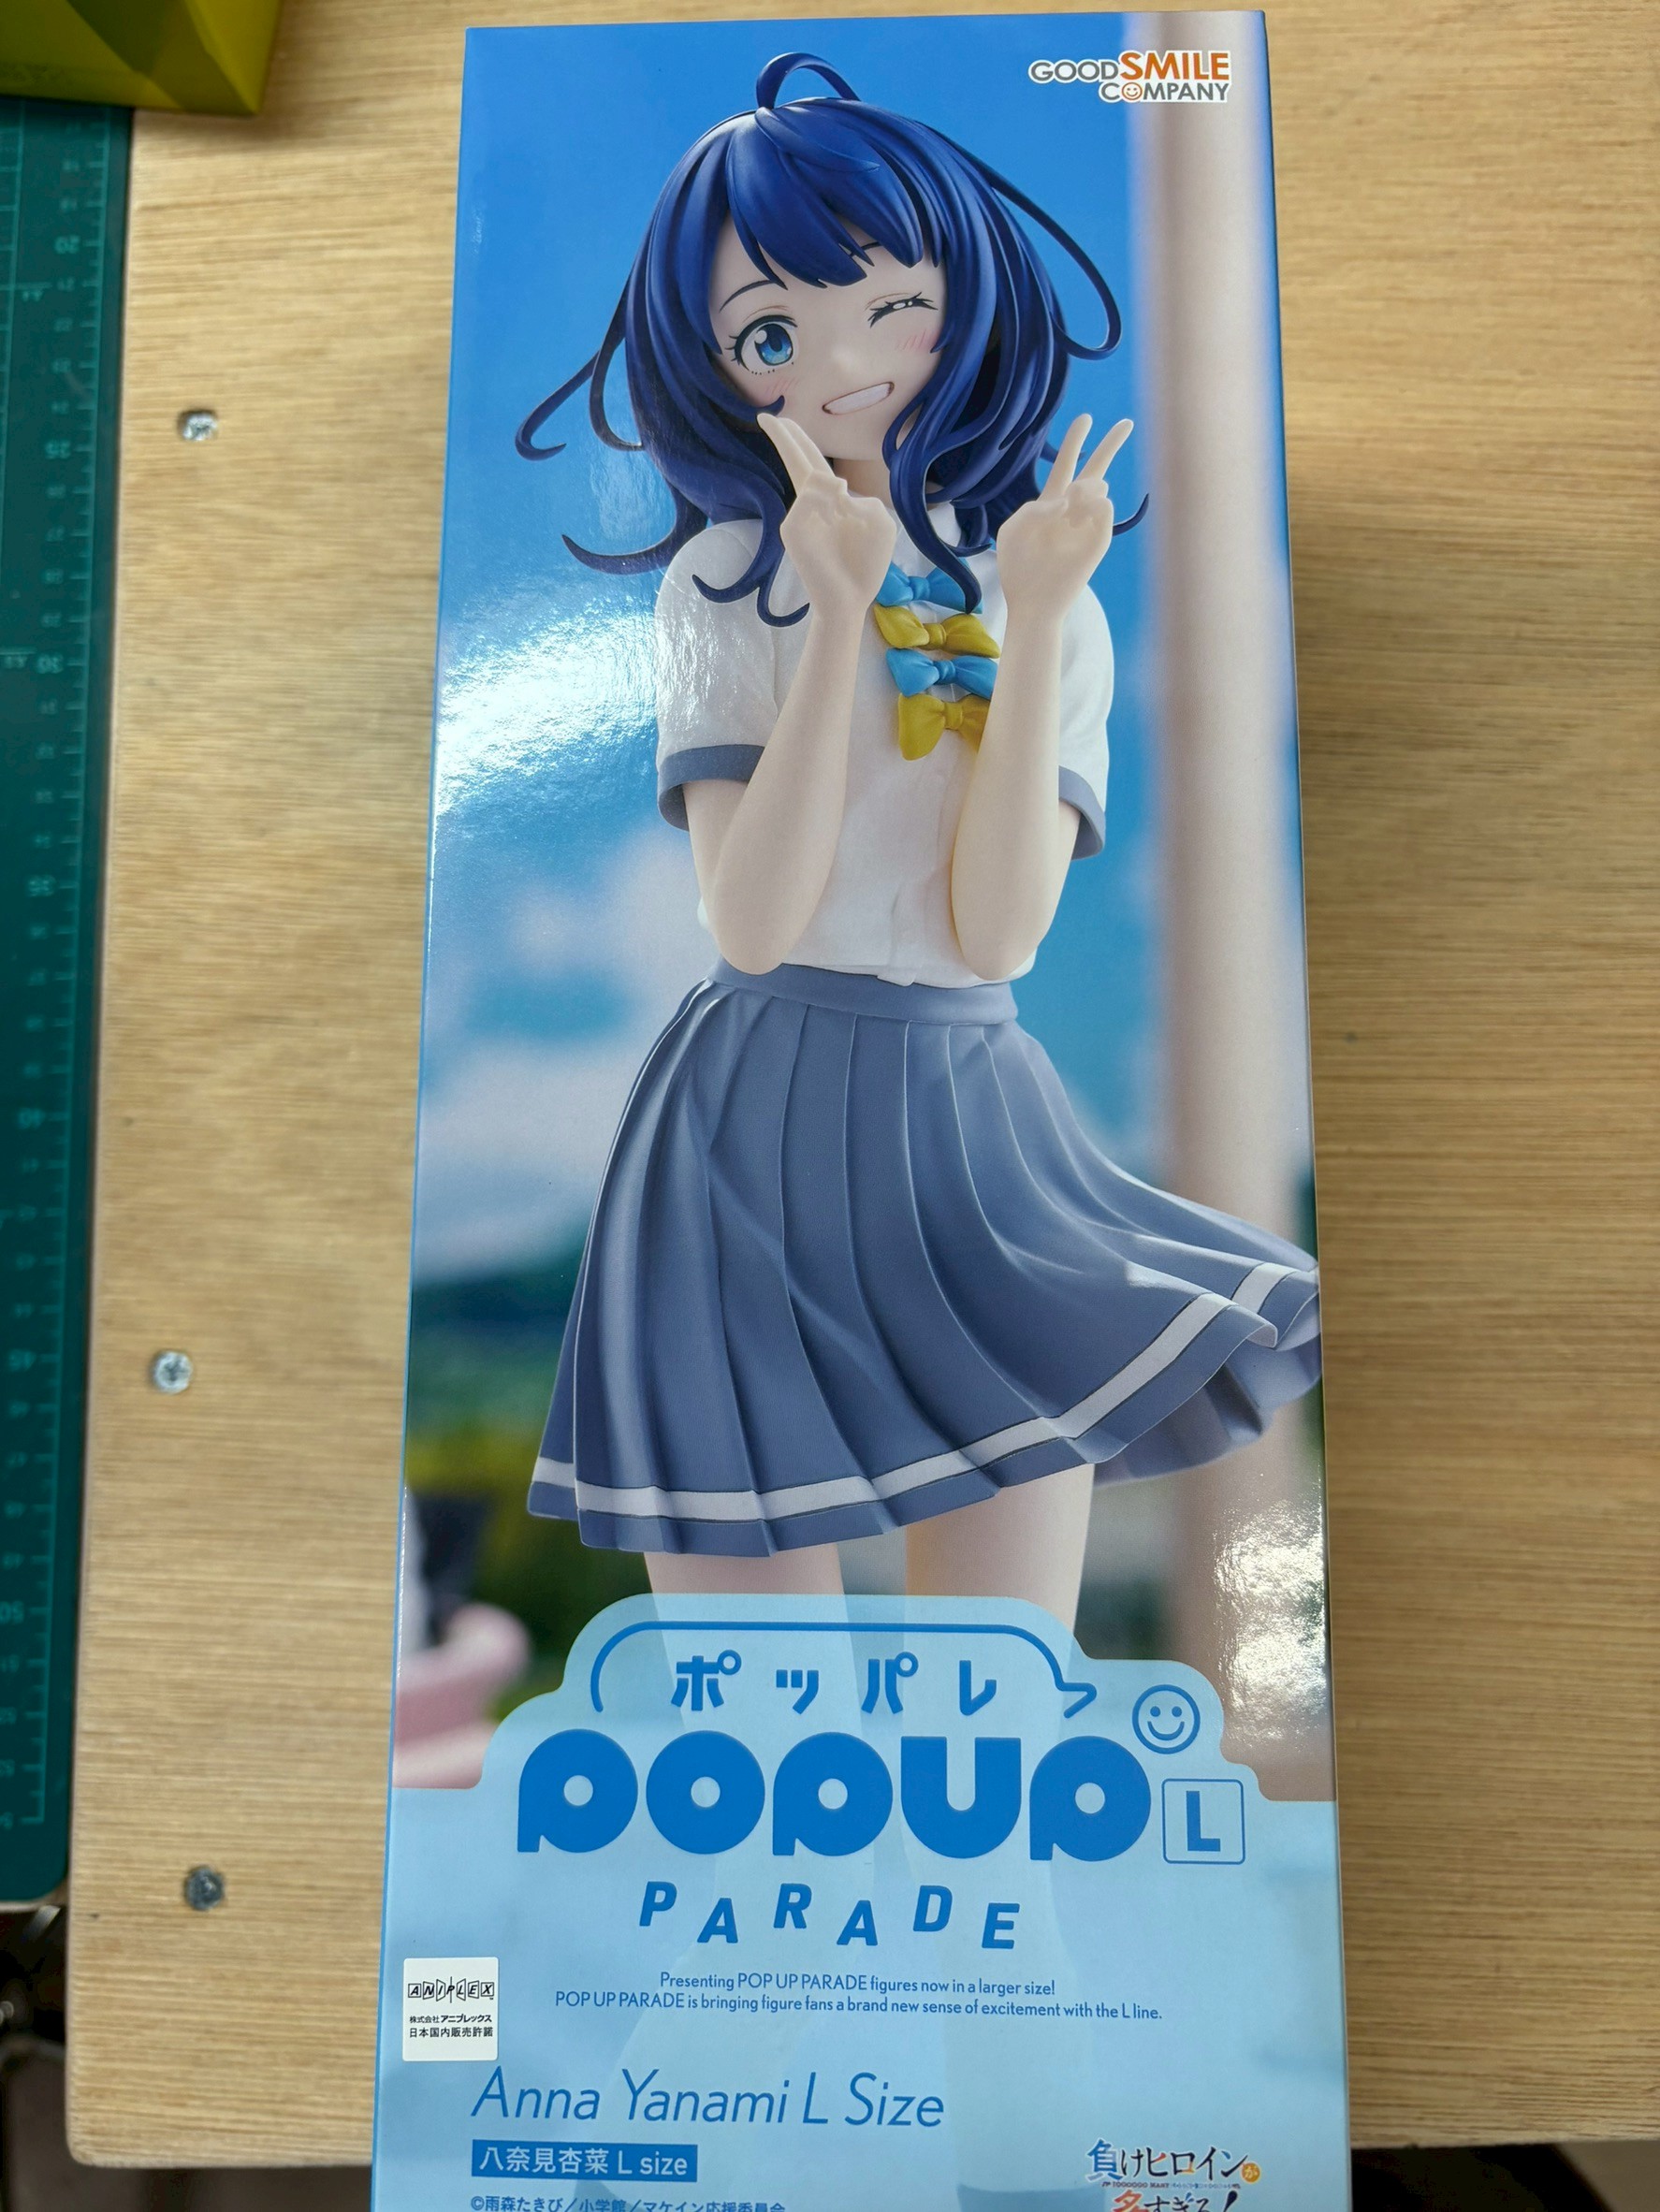 GOODSMILE
COMPANY
ポッパレ
POPUP
L
PARADE
Presenting POP UP PARADE figures now in a larger size!
POP UP PARADE is bringing figure fans a brand new sense of excitement with the L line.
ANIPLEX
株式会社アニプレックス
日本国内販売許諾
Anna Yanami L Size
八奈見杏菜 L size
負けヒロインが
多すぎる!
©雨森たきび/小学館/マケイン応援委員会